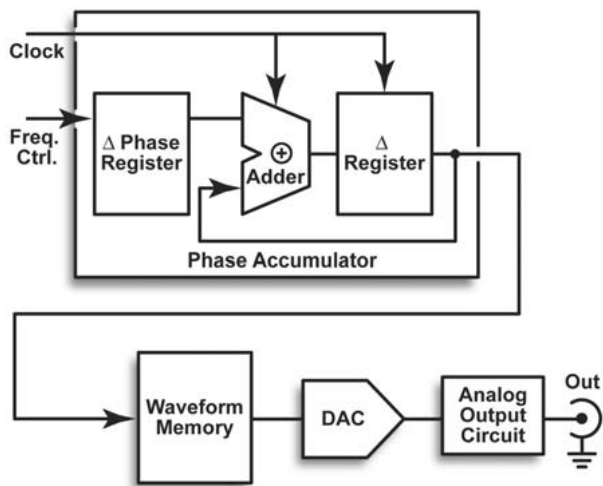 Clock
Freq.
Ctrl.
Δ Phase
Register
Adder
Δ
Register
Phase Accumulator
Waveform
Memory
DAC
Analog
Output
Circuit
Out